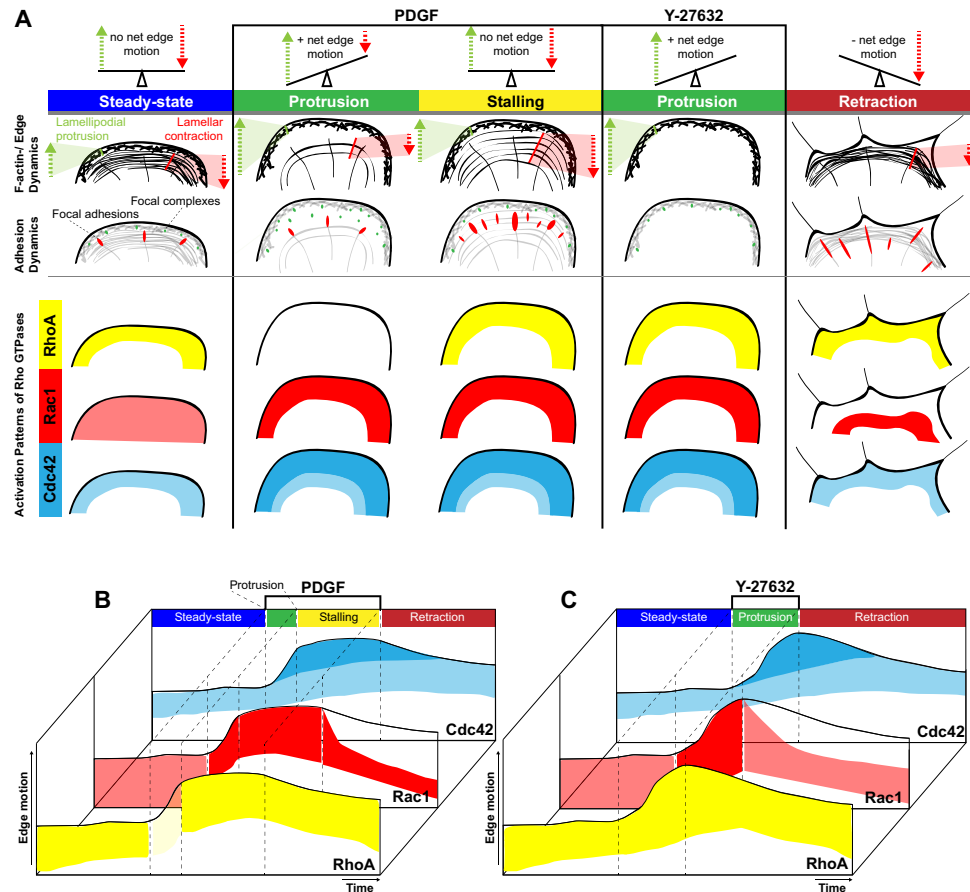 A
PDGF
Y-27632
no net edge
motion
+ net edge
motion
no net edge
motion
+ net edge
motion
- net edge
motion
Steady-state
Protrusion
Stalling
Protrusion
Retraction
F-actin-/ Edge
Dynamics
Lamellipodial
protrusion
Lamellar
contraction
Adhesion
Dynamics
Focal adhesions
Focal complexes
Activation Patterns of Rho GTPases
RhoA
Rac1
Cdc42
B
Protrusion
PDGF
Steady-state
Stalling
Retraction
Cdc42
Rac1
RhoA
Edge motion
Time
C
Y-27632
Steady-state
Protrusion
Retraction
Cdc42
Rac1
RhoA
Edge motion
Time